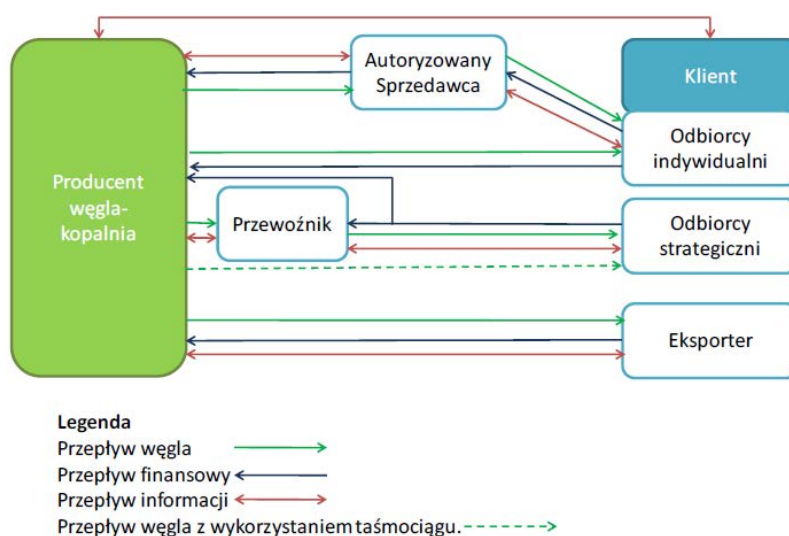 Autoryzowany
Sprzedawca
Klient
Odbiorcy
indywidualni
Producent
węgla-
kopalnia
Przewoźnik
Odbiorcy
strategiczni
Eksporter
Legenda
Przepływ węgla
Przepływ finansowy
Przepływ informacji
Przepływ węgla z wykorzystaniem taśmociągu.